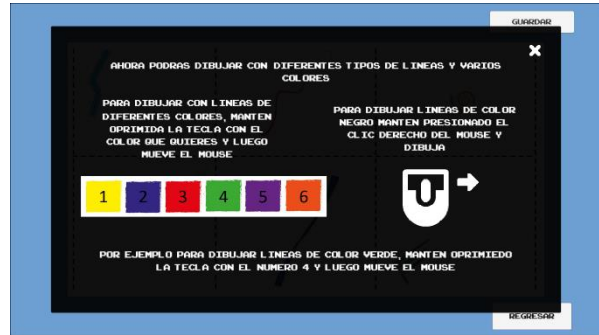 GUARDAR
AHORA PODRAS DIBUJAR CON DIFERENTES TIPOS DE LINEAS Y VARIOS
COLORES
PARA DIBUJAR CON LINEAS DE
DIFERENTES COLORES, MANTEN
OPRIMIDA LA TECLA CON EL
COLOR QUE QUIERES Y LUEGO
MUEVE EL MOUSE
PARA DIBUJAR LINEAS DE COLOR
NEGRO MANTEN PRESIONADO EL
CLIC DERECHO DEL MOUSE Y
DIBUJA
1 2 3 4 5 6
POR EJEMPLO PARA DIBUJAR LINEAS DE COLOR VERDE, MANTEN OPRIMIEDO
LA TECLA CON EL NUMERO 4 Y LUEGO MUEVE EL MOUSE
REGRESAR